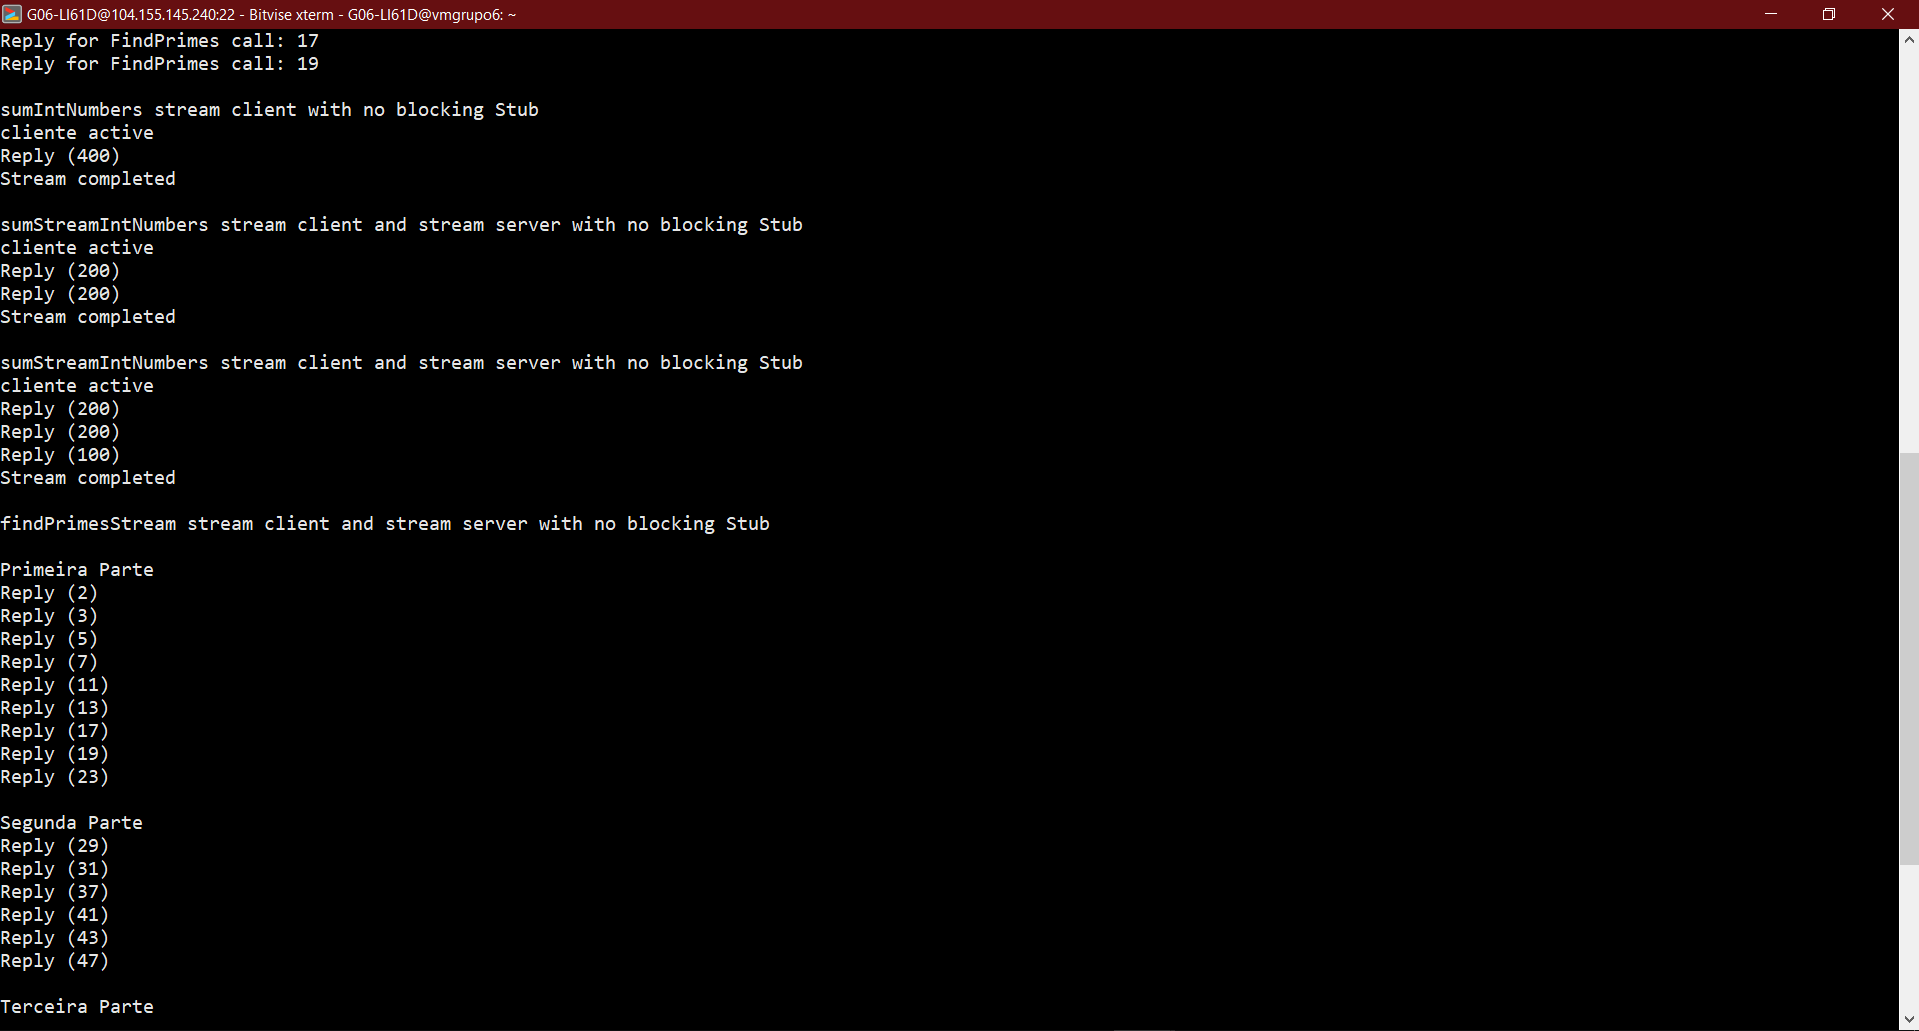 G06-LI61D@104.155.145.240:22 - Bitvise xterm - G06-LI61D@vmgrupo6: ~
Reply for FindPrimes call: 17
Reply for FindPrimes call: 19
sumIntNumbers stream client with no blocking Stub
cliente active
Reply (400)
Stream completed
sumStreamIntNumbers stream client and stream server with no blocking Stub
cliente active
Reply (200)
Reply (200)
Stream completed
sumStreamIntNumbers stream client and stream server with no blocking Stub
cliente active
Reply (200)
Reply (200)
Reply (100)
Stream completed
findPrimesStream stream client and stream server with no blocking Stub
Primeira Parte
Reply (2)
Reply (3)
Reply (5)
Reply (7)
Reply (11)
Reply (13)
Reply (17)
Reply (19)
Reply (23)
Segunda Parte
Reply (29)
Reply (31)
Reply (37)
Reply (41)
Reply (43)
Reply (47)
Terceira Parte